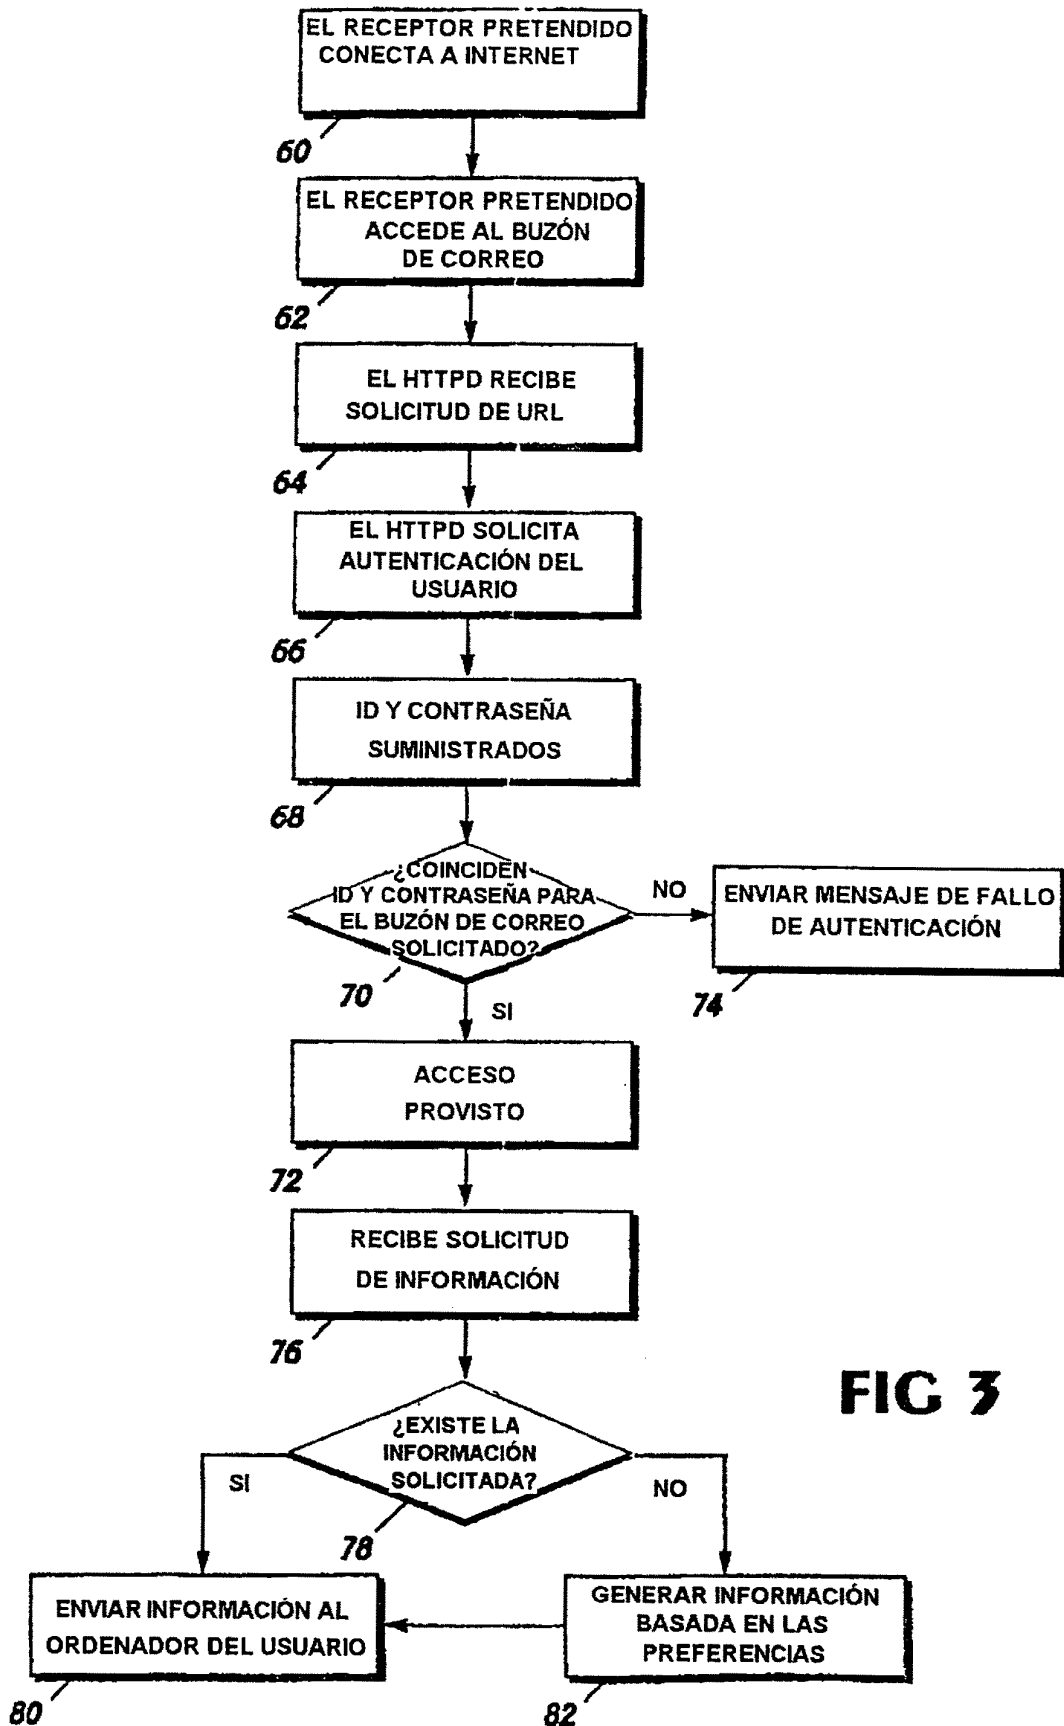 EL RECEPTOR PRETENDIDO
CONECTA A INTERNET
60
EL RECEPTOR PRETENDIDO
ACCEDE AL BUZÓN
DE CORREO
62
EL HTTPD RECIBE
SOLICITUD DE URL
64
EL HTTPD SOLICITA
AUTENTICACIÓN DEL
USUARIO
66
ID Y CONTRASEÑA
SUMINISTRADOS
68
¿COINCIDEN
ID Y CONTRASEÑA PARA
EL BUZÓN DE CORREO
SOLICITADO?
70
NO
ENVIAR MENSAJE DE FALLO
DE AUTENTICACIÓN
74
SI
ACCESO
PROVISTO
72
RECIBE SOLICITUD
DE INFORMACIÓN
76
FIG 3
¿EXISTE LA
INFORMACIÓN
SOLICITADA?
78
SI
NO
ENVIAR INFORMACIÓN AL
ORDENADOR DEL USUARIO
80
GENERAR INFORMACIÓN
BASADA EN LAS
PREFERENCIAS
82